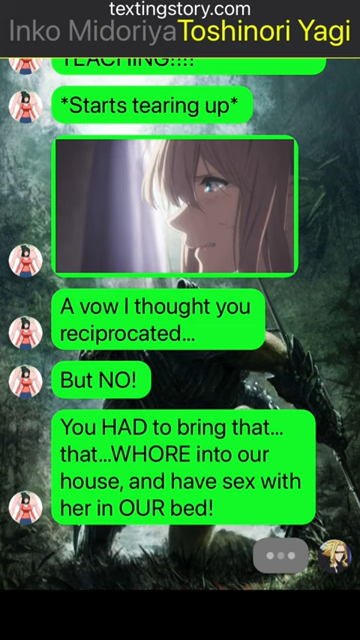 textingstory.com
Inko Midoriya Toshinori Yagi
TEACHING!!!!
*Starts tearing up*
A vow I thought you
reciprocated...
But NO!
You HAD to bring that...
that...WHORE into our
house, and have sex with
her in OUR bed!